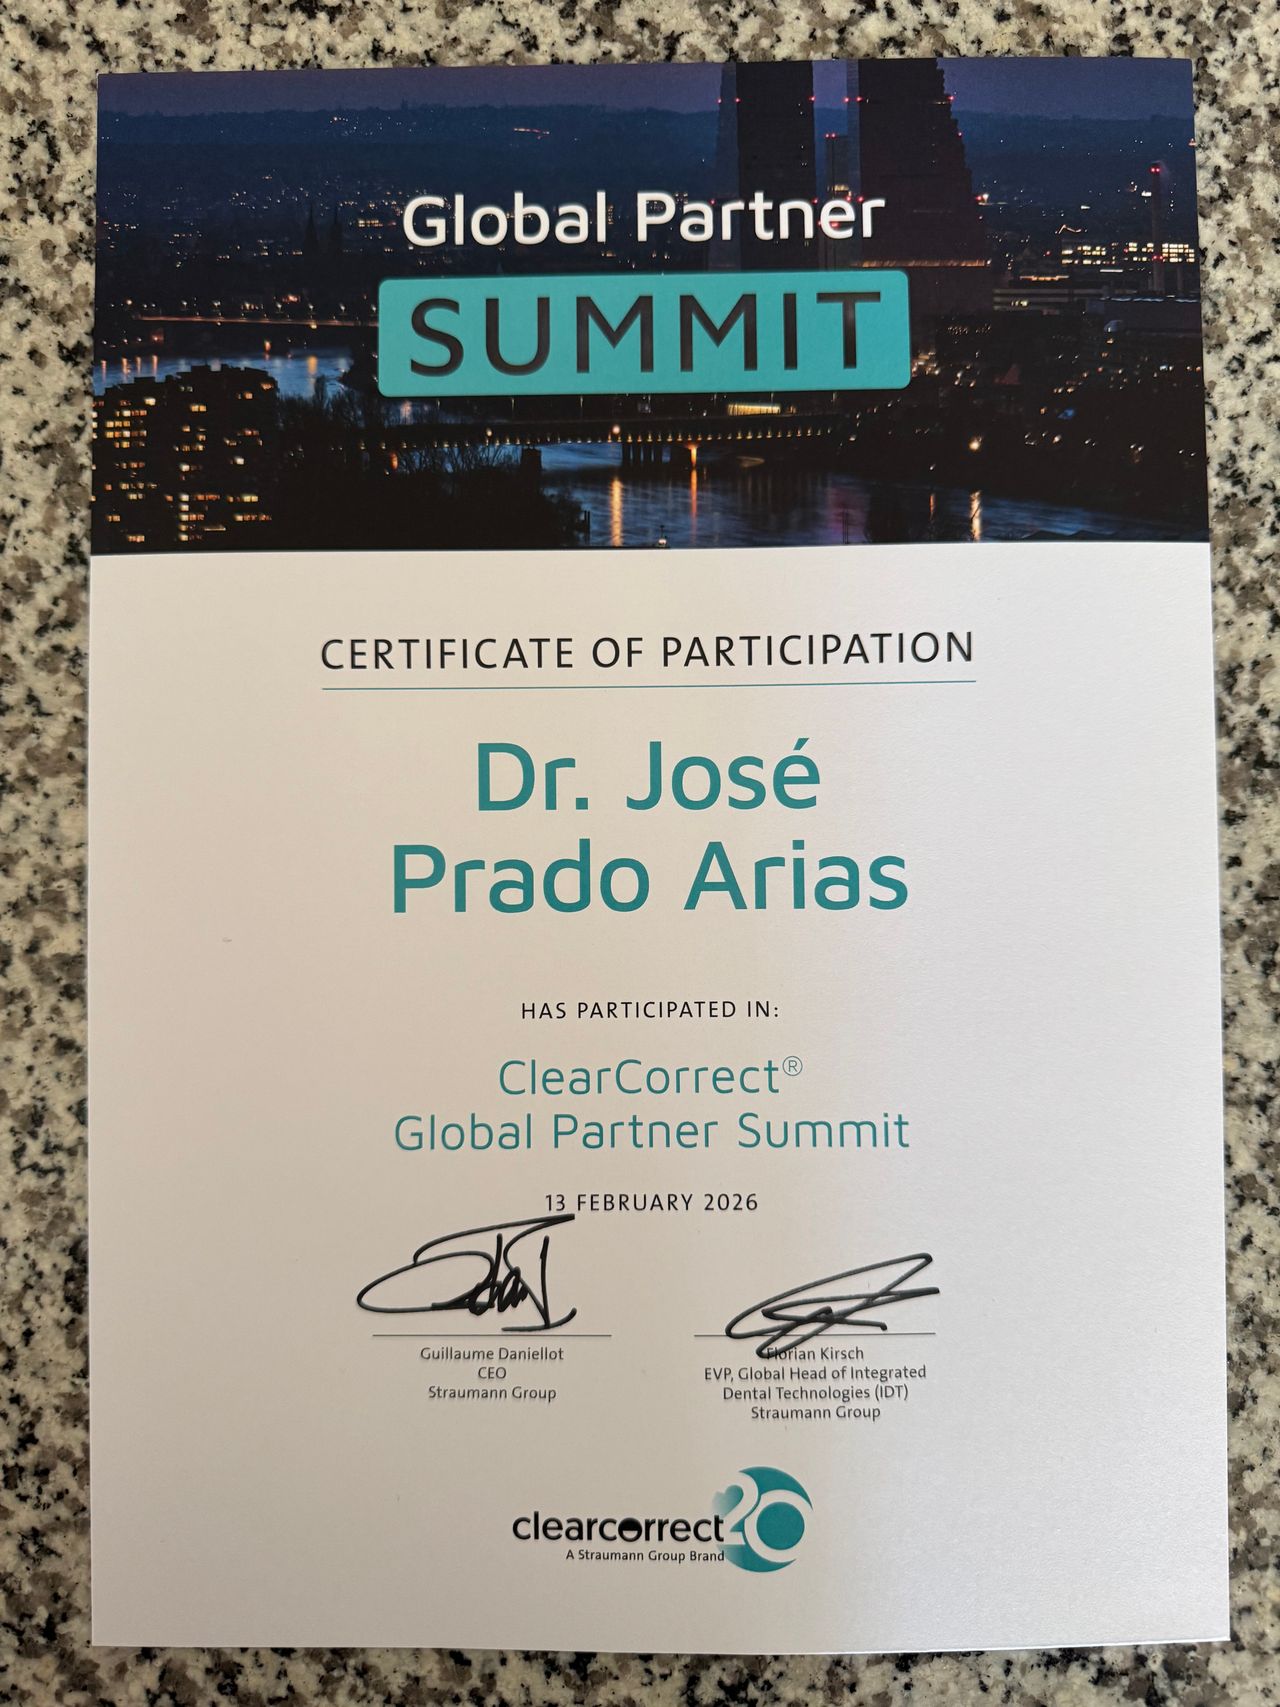 Global Partner
SUMMIT
CERTIFICATE OF PARTICIPATION
Dr. José
Prado Arias
HAS PARTICIPATED IN:
ClearCorrect®
Global Partner Summit
13 FEBRUARY 2026
Guillaume Daniellot
CEO
Straumann Group
Florian Kirsch
EVP, Global Head of Integrated
Dental Technologies (IDT)
Straumann Group
clearcorrect 20
A Straumann Group Brand